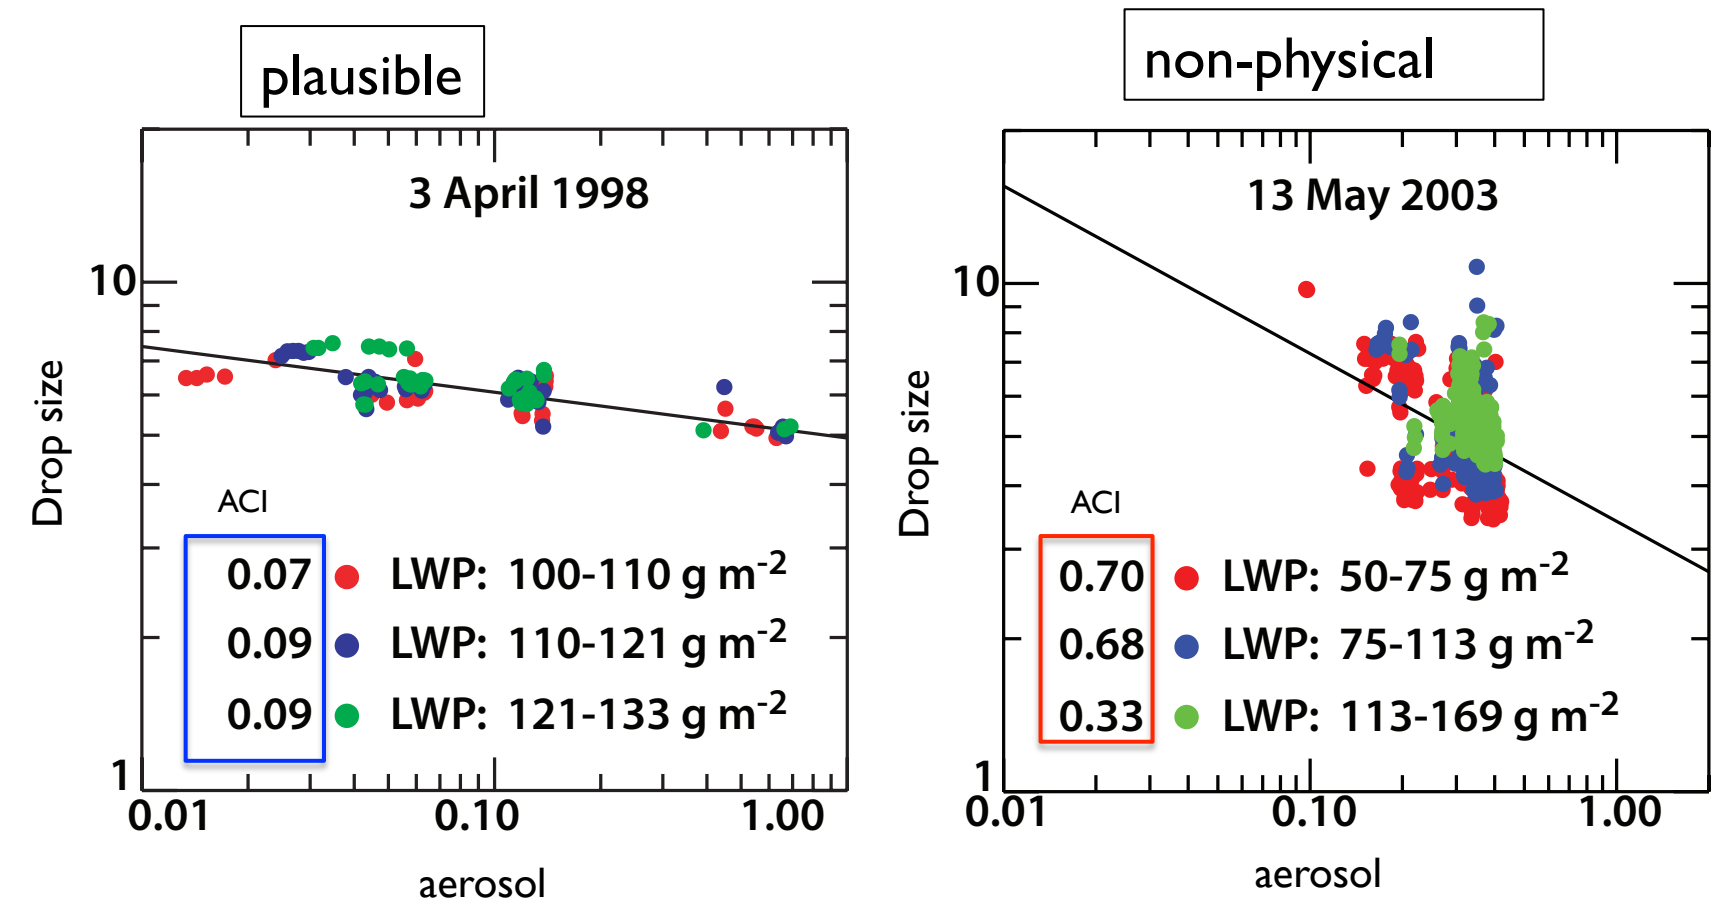 plausible
3 April 1998
10
Drop size
ACI
0.07 LWP: 100-110 g m-2
0.09 LWP: 110-121 g m-2
0.09 LWP: 121-133 g m-2
1
0.01 0.10 1.00
aerosol
non-physical
13 May 2003
10
Drop size
ACI
0.70 LWP: 50-75 g m-2
0.68 LWP: 75-113 g m-2
0.33 LWP: 113-169 g m-2
1
0.01 0.10 1.00
aerosol